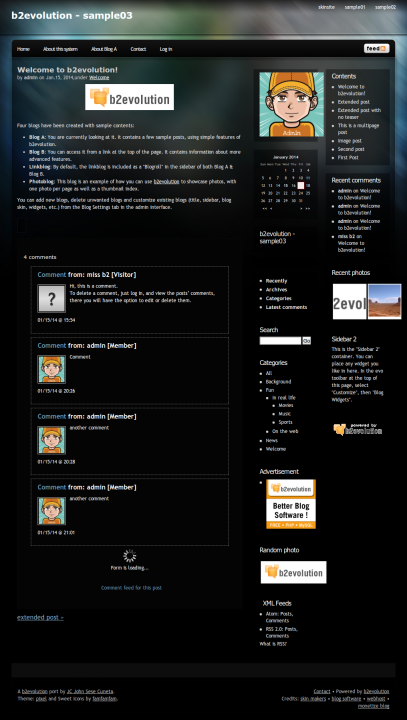 skinsite sample01 sample02
b2evolution - sample03
Home About this system About Blog A Contact Log in
feed
Welcome to b2evolution!
by admin on Jan.15, 2014,under Welcome
b2evolution
Four blogs have been created with sample contents:
Blog A: You are currently looking at it. It contains a few sample posts, using simple features of
b2evolution.
Blog B: You can access it from a link at the top of the page. It contains information about more
advanced features.
Linkblog: By default, the linkblog is included as a "Blogroll" in the sidebar of both Blog A &
Blog B.
Photoblog: This blog is an example of how you can use b2evolution to showcase photos, with
one photo per page as well as a thumbnail index.
You can add new blogs, delete unwanted blogs and customize existing blogs (title, sidebar, blog
skin, widgets, etc.) from the Blog Settings tab in the admin interface.
4 comments
Comment from: miss b2 [Visitor]
?
Hi, this is a comment.
To delete a comment, just log in, and view the posts' comments,
there you will have the option to edit or delete them.
01/15/14 @ 15:54
Comment from: admin [Member]
Comment
01/15/14 @ 20:26
Comment from: admin [Member]
another comment
01/15/14 @ 20:28
Comment from: admin [Member]
another comment
01/15/14 @ 21:01
Form is loading...
Comment feed for this post
extended post »
Admin
January 2014
Sun Mon Tue Wed Thu Fri Sat
1 2 3 4
5 6 7 8 9 10 11
12 13 14 15 16 17 18
19 20 21 22 23 24 25
26 27 28 29 30 31
<< < > >>
b2evolution -
sample03
Recently
Archives
Categories
Latest comments
Search
Go
Categories
All
Background
Fun
In real life
Movies
Music
Sports
On the web
News
Welcome
Advertisement
b2evolution
Better Blog
Software !
FREE • PHP • MYSQL
Random photo
b2evolution
XML Feeds
Atom: Posts,
Comments
RSS 2.0: Posts,
Comments
What is RSS?
Contents
Welcome to
b2evolution!
Extended post
Extended post
with no teaser
This is a multipage
post
Image post
Second post
First Post
Recent comments
admin on Welcome
to b2evolution!
admin on Welcome
to b2evolution!
admin on Welcome
to b2evolution!
miss b2 on
Welcome to
b2evolution!
Recent photos
2evol
Sidebar 2
This is the "Sidebar 2"
container. You can
place any widget you
like in here. In the evo
toolbar at the top of
this page, select
"Customize", then "Blog
Widgets".
powered by
b2evolution
A b2evolution port by JC John Sese Cuneta.
Theme: pixel and Sweet icons by famfamfam.
Contact • Powered by b2evolution
Credits: skin makers • blog software • webhost •
monetize blog